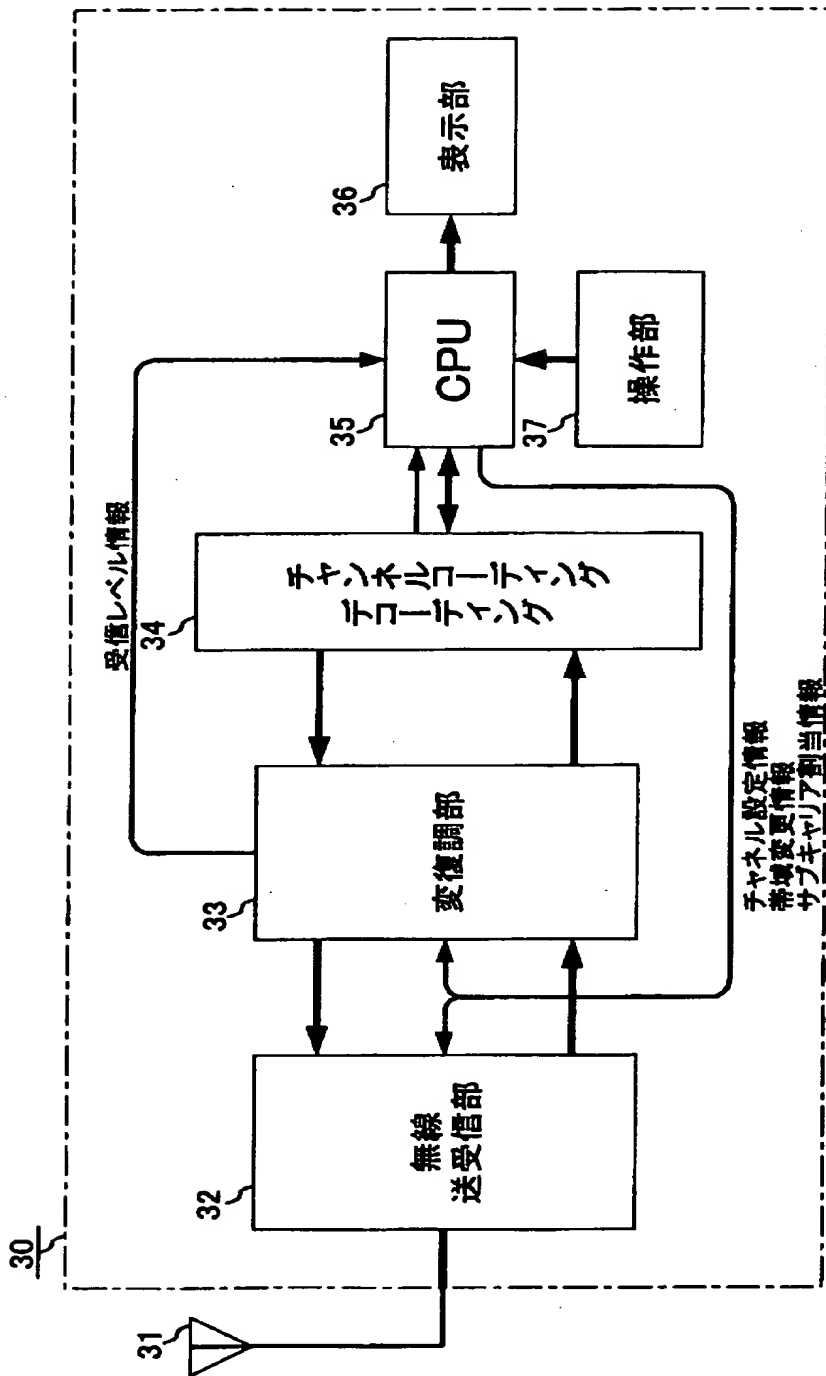 30
31
32
無線
送受信部
33
変復調部
受信レベル情報
34
チャンネルコーディング
デコーディング
35
CPU
36
表示部
37
操作部
チャネル設定情報
帯域変更情報
サブキャリア割当情報